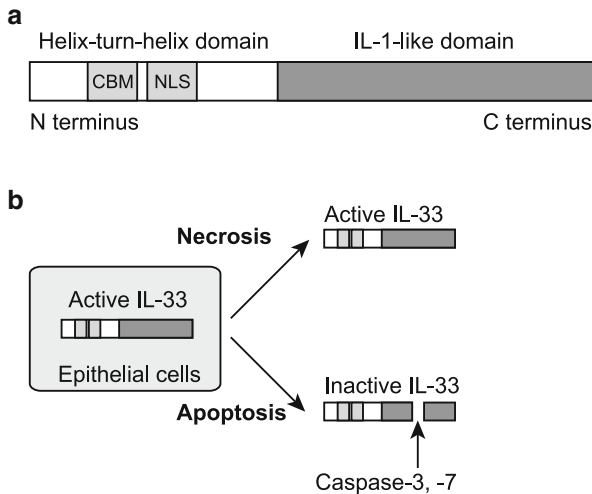 a
Helix-turn-helix domain IL-1-like domain
CBM NLS
N terminus C terminus
b
Active IL-33
Necrosis
Active IL-33
Epithelial cells
Inactive IL-33
Apoptosis
Caspase-3, -7